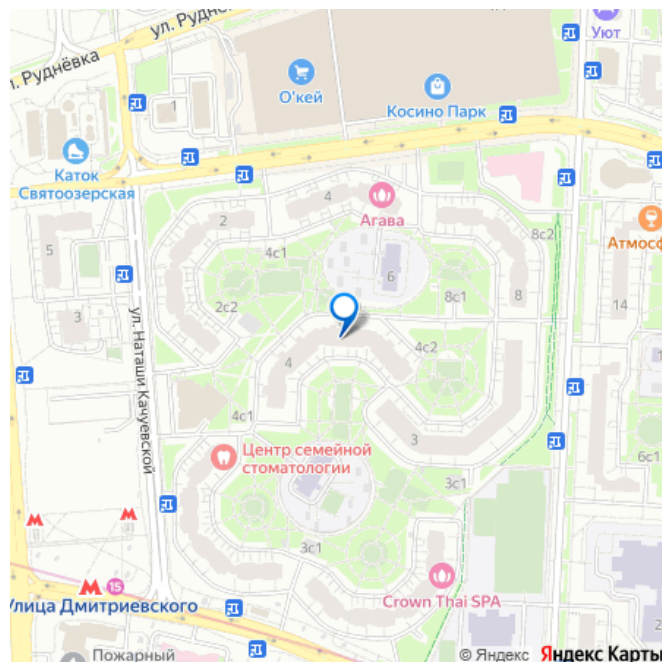 ул. Руднёвка
Уют
л. Руднёвка
1
О'кей
Косино Парк
Каток
Святоозерская
2
4
Агава
8с2
Атмосф
5
4с1
6
2с2
8с1
8
14
3
ул. Наташи Качуевской
4
4с2
1
4с1
3
Центр семейной
стоматологии
6с1
3с1
3с1
15
Улица Дмитриевского
Crown Thai SPA
Пожарный
© Яндекс Яндекс Карты